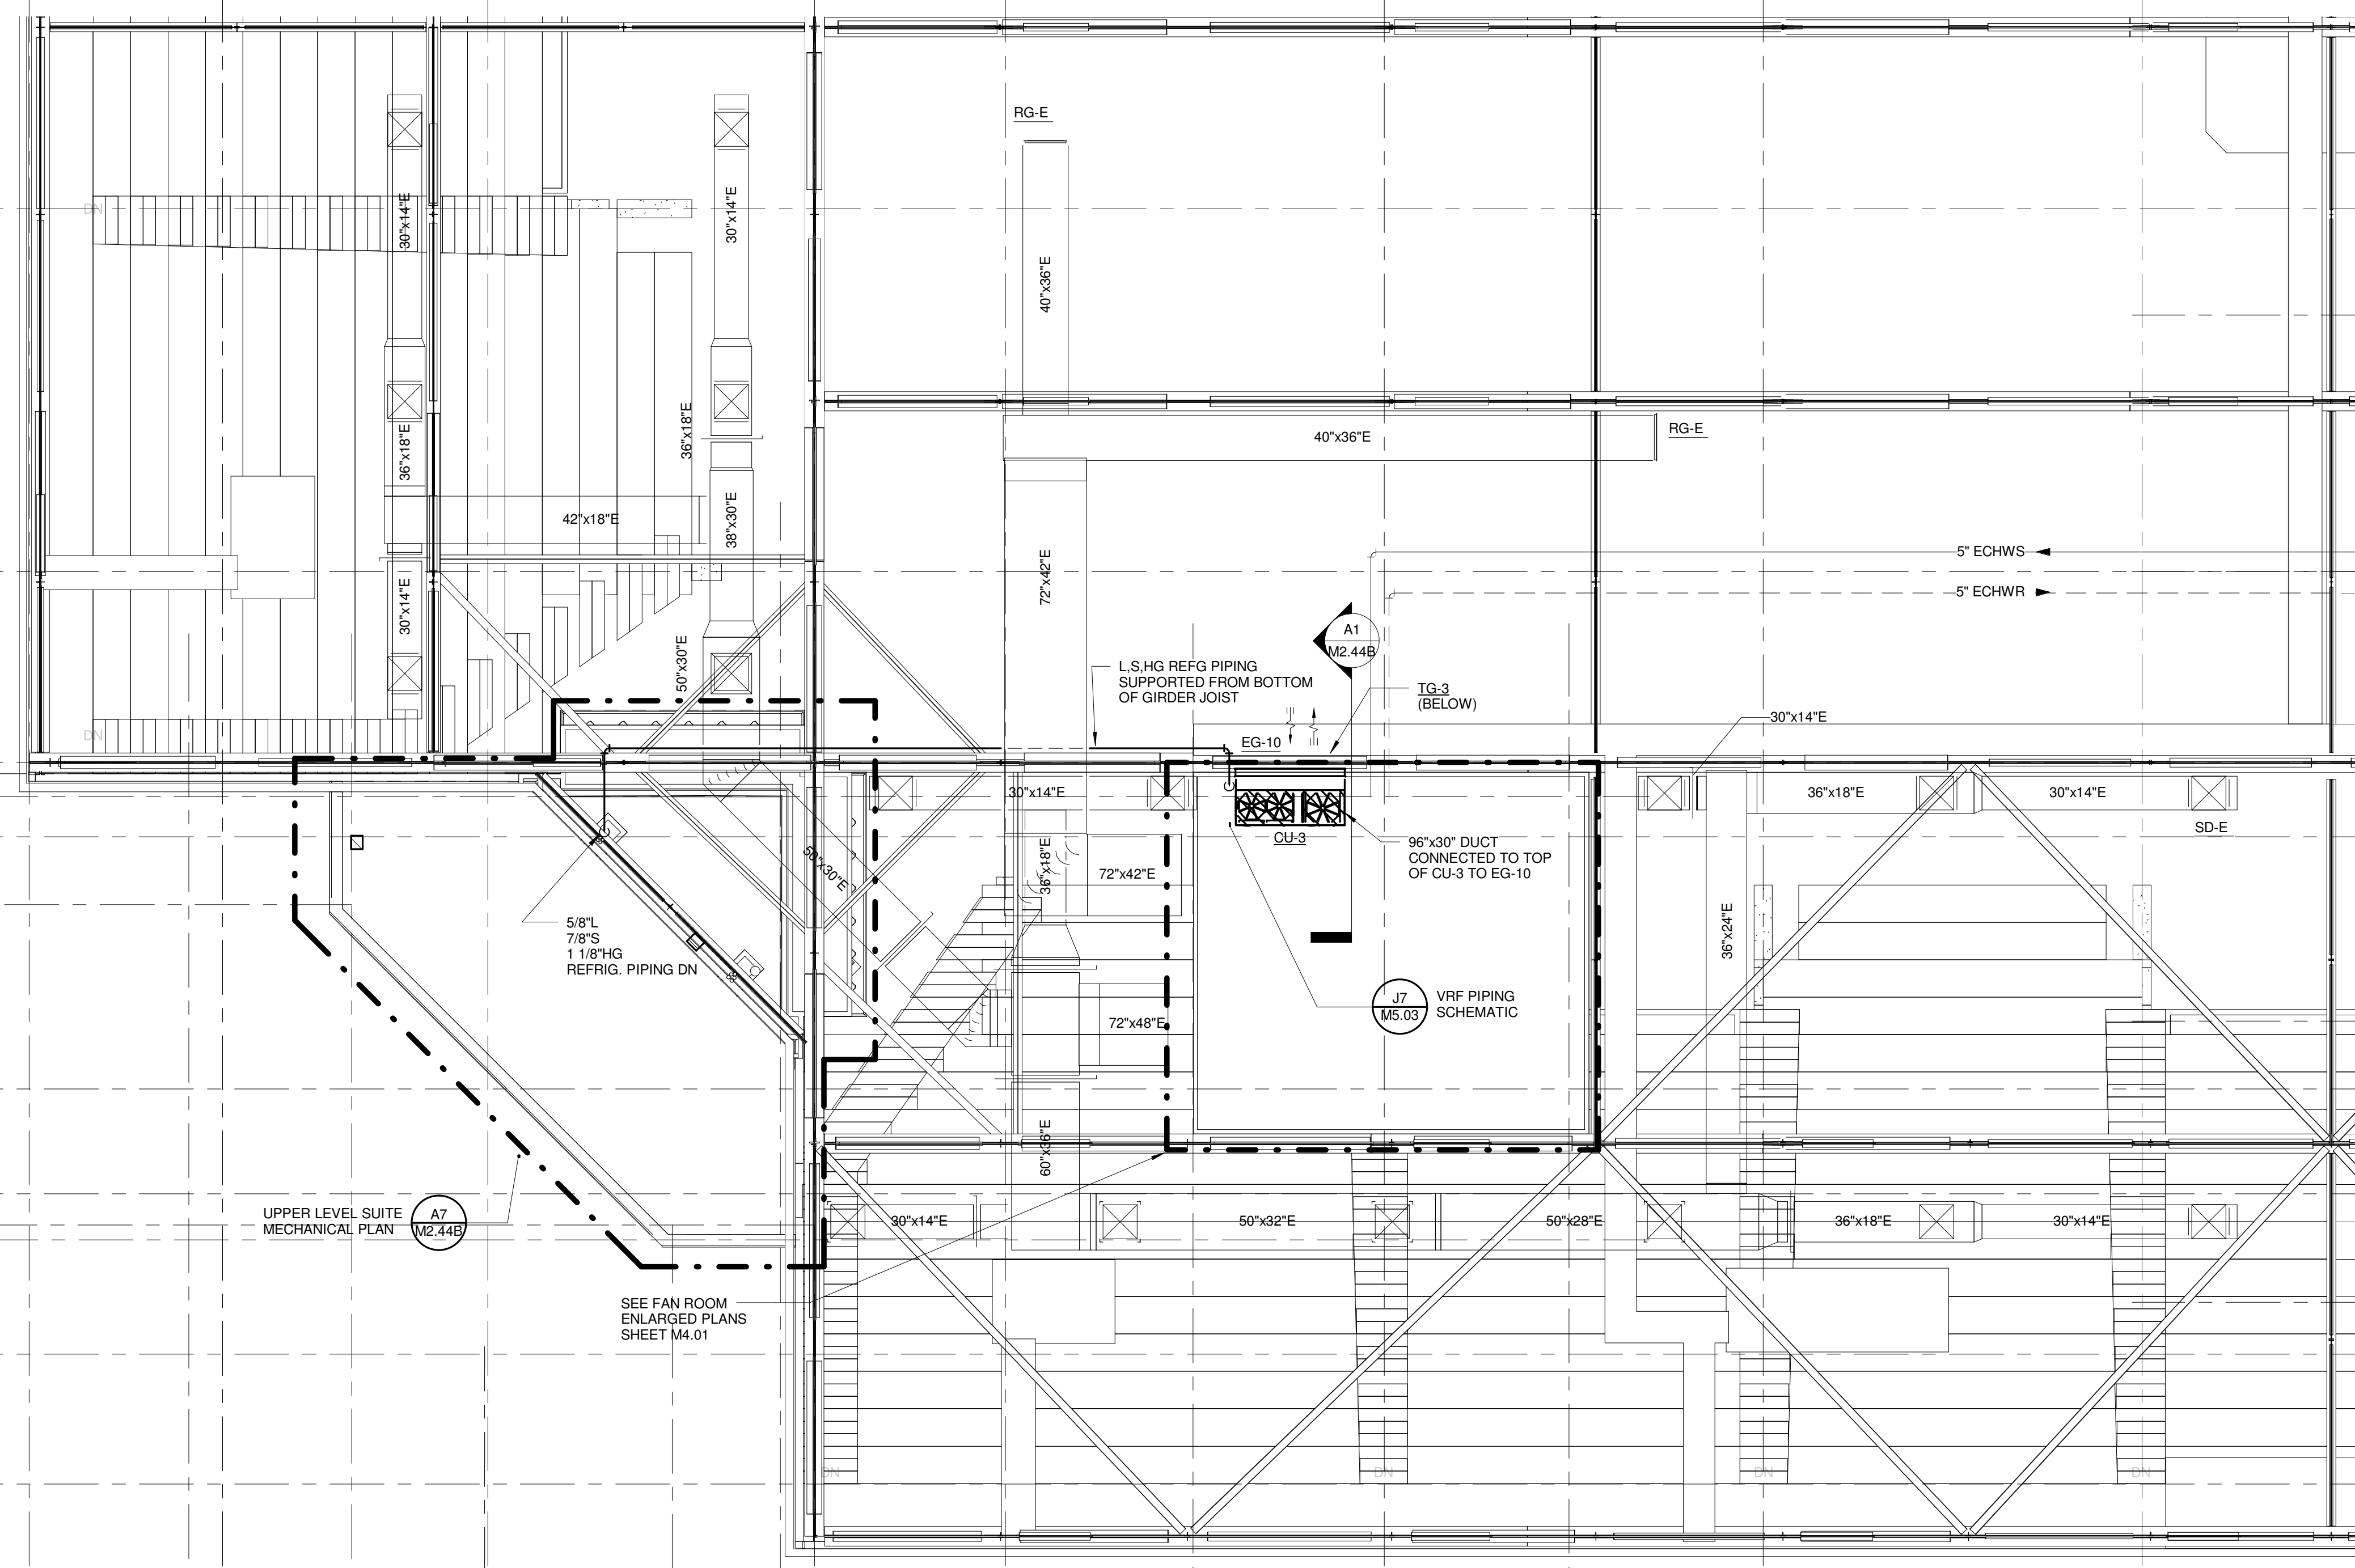 RG-E
DN
30"x14"E
30"x14"E
40"x36"E
36"x18"E
36"x18"E
40"x36"E
RG-E
42"x18"E
38"x30"E
72"x42"E
5" ECHWS
5" ECHWR
30"x14"E
50"x30"E
A1
M2.44B
L,S,HG REFG PIPING
SUPPORTED FROM BOTTOM
OF GIRDER JOIST
TG-3
(BELOW)
30"x14"E
DN
EG-10
30"x14"E
36"x18"E
30"x14"E
SD-E
CU-3
96"x30" DUCT
CONNECTED TO TOP
OF CU-3 TO EG-10
50"x30"E
36"x18"E
72"x42"E
36"x24"E
5/8"L
7/8"S
1 1/8"HG
REFRIG. PIPING DN
J7
M5.03
VRF PIPING
SCHEMATIC
72"x48"E
60"x36"E
UPPER LEVEL SUITE
MECHANICAL PLAN
A7
M2.44B
30"x14"E
50"x32"E
50"x28"E
36"x18"E
30"x14"E
SEE FAN ROOM
ENLARGED PLANS
SHEET M4.01
DN
DN
DN
DN